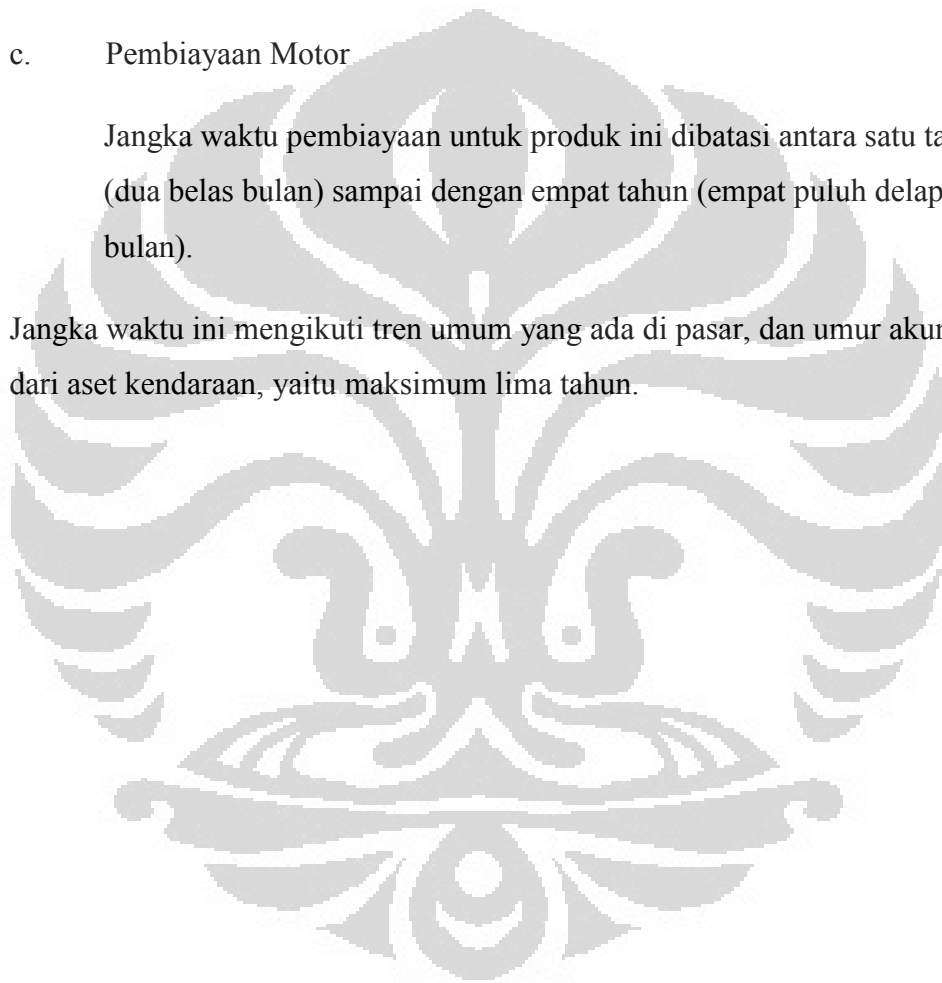 c. Pembiayaan Motor
Jangka waktu pembiayaan untuk produk ini dibatasi antara satu ta
(dua belas bulan) sampai dengan empat tahun (empat puluh delap
bulan).
Jangka waktu ini mengikuti tren umum yang ada di pasar, dan umur akun
dari aset kendaraan, yaitu maksimum lima tahun.